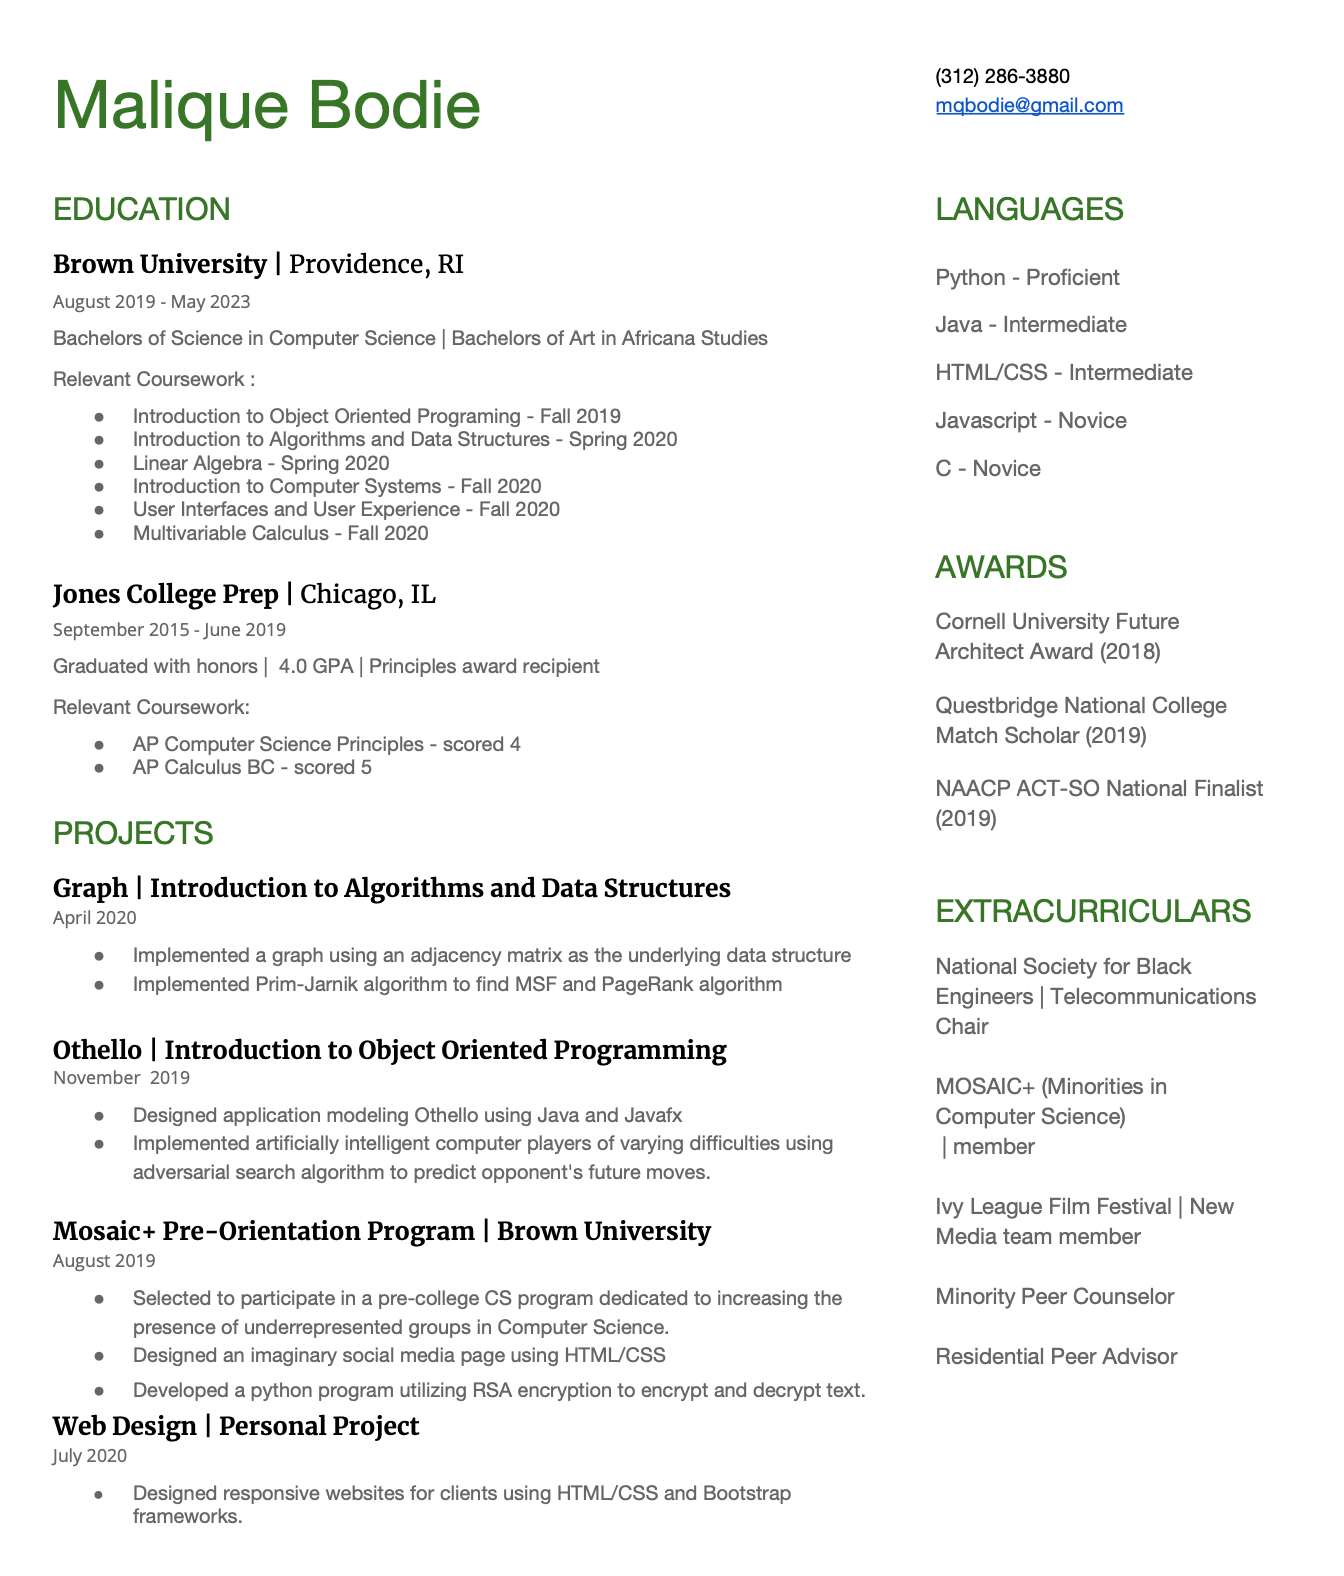 Malique Bodie
(312) 286-3880
mqbodie@gmail.com
EDUCATION
Brown University | Providence, RI
August 2019 - May 2023
Bachelors of Science in Computer Science | Bachelors of Art in Africana Studies
Relevant Coursework :
● Introduction to Object Oriented Programing - Fall 2019
● Introduction to Algorithms and Data Structures - Spring 2020
● Linear Algebra - Spring 2020
● Introduction to Computer Systems - Fall 2020
● User Interfaces and User Experience - Fall 2020
● Multivariable Calculus - Fall 2020
Jones College Prep | Chicago, IL
September 2015 - June 2019
Graduated with honors |  4.0 GPA | Principles award recipient
Relevant Coursework:
● AP Computer Science Principles - scored 4
● AP Calculus BC - scored 5
PROJECTS
Graph | Introduction to Algorithms and Data Structures
April 2020
● Implemented a graph using an adjacency matrix as the underlying data structure
● Implemented Prim-Jarnik algorithm to find MSF and PageRank algorithm
Othello | Introduction to Object Oriented Programming
November  2019
● Designed application modeling Othello using Java and Javafx
● Implemented artificially intelligent computer players of varying difficulties using
adversarial search algorithm to predict opponent's future moves.
Mosaic+ Pre-Orientation Program | Brown University
August 2019
● Selected to participate in a pre-college CS program dedicated to increasing the
presence of underrepresented groups in Computer Science.
● Designed an imaginary social media page using HTML/CSS
● Developed a python program utilizing RSA encryption to encrypt and decrypt text.
Web Design | Personal Project
July 2020
● Designed responsive websites for clients using HTML/CSS and Bootstrap
frameworks.
LANGUAGES
Python - Proficient
Java - Intermediate
HTML/CSS - Intermediate
Javascript - Novice
C - Novice
AWARDS
Cornell University Future
Architect Award (2018)
Questbridge National College
Match Scholar (2019)
NAACP ACT-SO National Finalist
(2019)
EXTRACURRICULARS
National Society for Black
Engineers | Telecommunications
Chair
MOSAIC+ (Minorities in
Computer Science)
| member
Ivy League Film Festival | New
Media team member
Minority Peer Counselor
Residential Peer Advisor